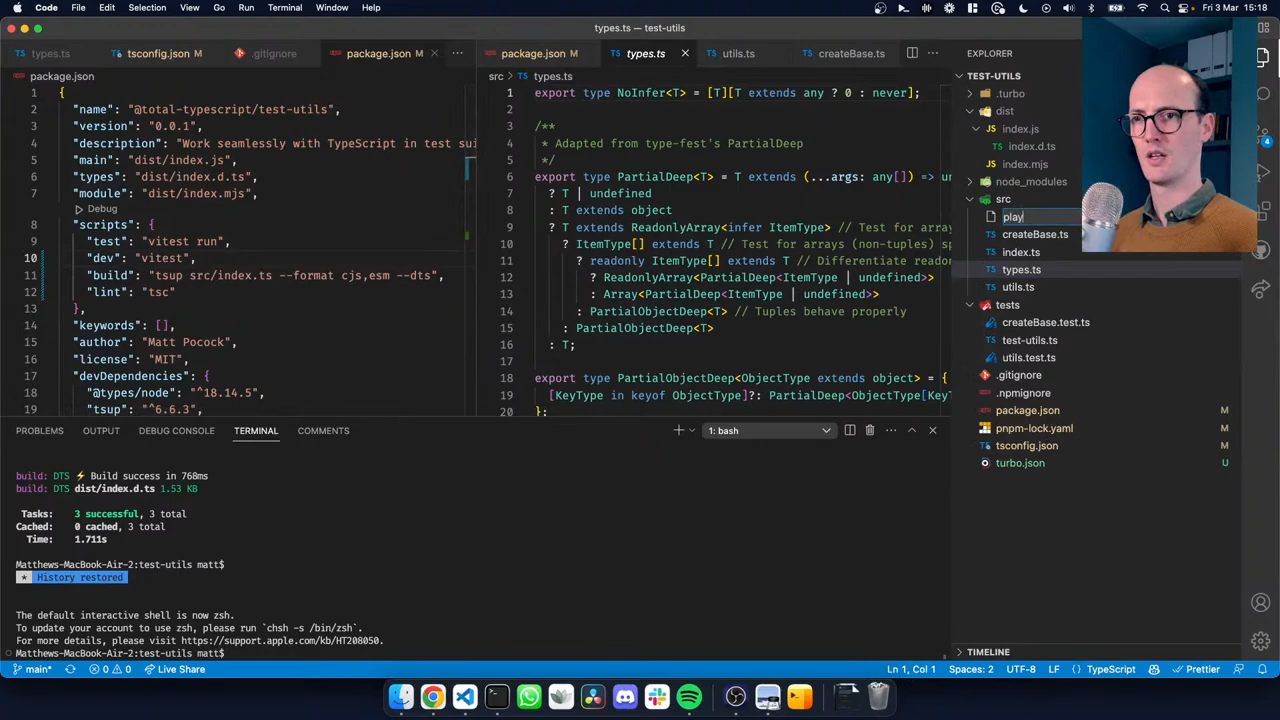 Code File Edit Selection View Go Run Terminal Window Help
Fri 3 Mar 15:18
types.ts — test-utils
types.ts
tsconfig.json M
.gitignore
package.json M
package.json M
types.ts
utils.ts
createBase.ts
EXPLORER
package.json
src > types.ts
TEST-UTILS
1 {
2 "name": "@total-typescript/test-utils",
3 "version": "0.0.1",
4 "description": "Work seamlessly with TypeScript in test sui
5 "main": "dist/index.js",
6 "types": "dist/index.d.ts",
7 "module": "dist/index.mjs",
Debug
8 "scripts": {
9 "test": "vitest run",
10 "dev": "vitest",
11 "build": "tsup src/index.ts --format cjs,esm --dts",
12 "lint": "tsc"
13 },
14 "keywords": [],
15 "author": "Matt Pocock",
16 "license": "MIT",
17 "devDependencies": {
18 "@types/node": "^18.14.5",
19 "tsup": "^6.6.3",
1 export type NoInfer<T> = [T][T extends any ? 0 : never];
2
3 /**
4 * Adapted from type-fest's PartialDeep
5 */
6 export type PartialDeep<T> = T extends (...args: any[]) => un
7 ? T | undefined
8 : T extends object
9 ? T extends ReadonlyArray<infer ItemType> // Test for array
10 ? ItemType[] extends T // Test for arrays (non-tuples) sp
11 ? readonly ItemType[] extends T // Differentiate readon
12 ? ReadonlyArray<PartialDeep<ItemType | undefined>>
13 : Array<PartialDeep<ItemType | undefined>>
14 : PartialObjectDeep<T> // Tuples behave properly
15 : PartialObjectDeep<T>
16 : T;
17
18 export type PartialObjectDeep<ObjectType extends object> = {
19 [KeyType in keyof ObjectType]?: PartialDeep<ObjectType[KeyT
20 };
.turbo
dist
index.js
index.d.ts
index.mjs
node_modules
src
play
createBase.ts
index.ts
types.ts
utils.ts
tests
createBase.test.ts
test-utils.ts
utils.test.ts
.gitignore
.npmignore
package.json M
pnpm-lock.yaml M
tsconfig.json M
turbo.json U
TIMELINE
4
PROBLEMS OUTPUT DEBUG CONSOLE TERMINAL COMMENTS
1: bash
build: DTS ⚡ Build success in 768ms
build: DTS dist/index.d.ts 1.53 KB
Tasks: 3 successful, 3 total
Cached: 0 cached, 3 total
Time: 1.711s
Matthews-MacBook-Air-2:test-utils matt$
* History restored
The default interactive shell is now zsh.
To update your account to use zsh, please run `chsh -s /bin/zsh`.
For more details, please visit https://support.apple.com/kb/HT208050.
Matthews-MacBook-Air-2:test-utils matt$
main* 0 0 Live Share
Ln 1, Col 1 Spaces: 2 UTF-8 LF {} TypeScript Prettier